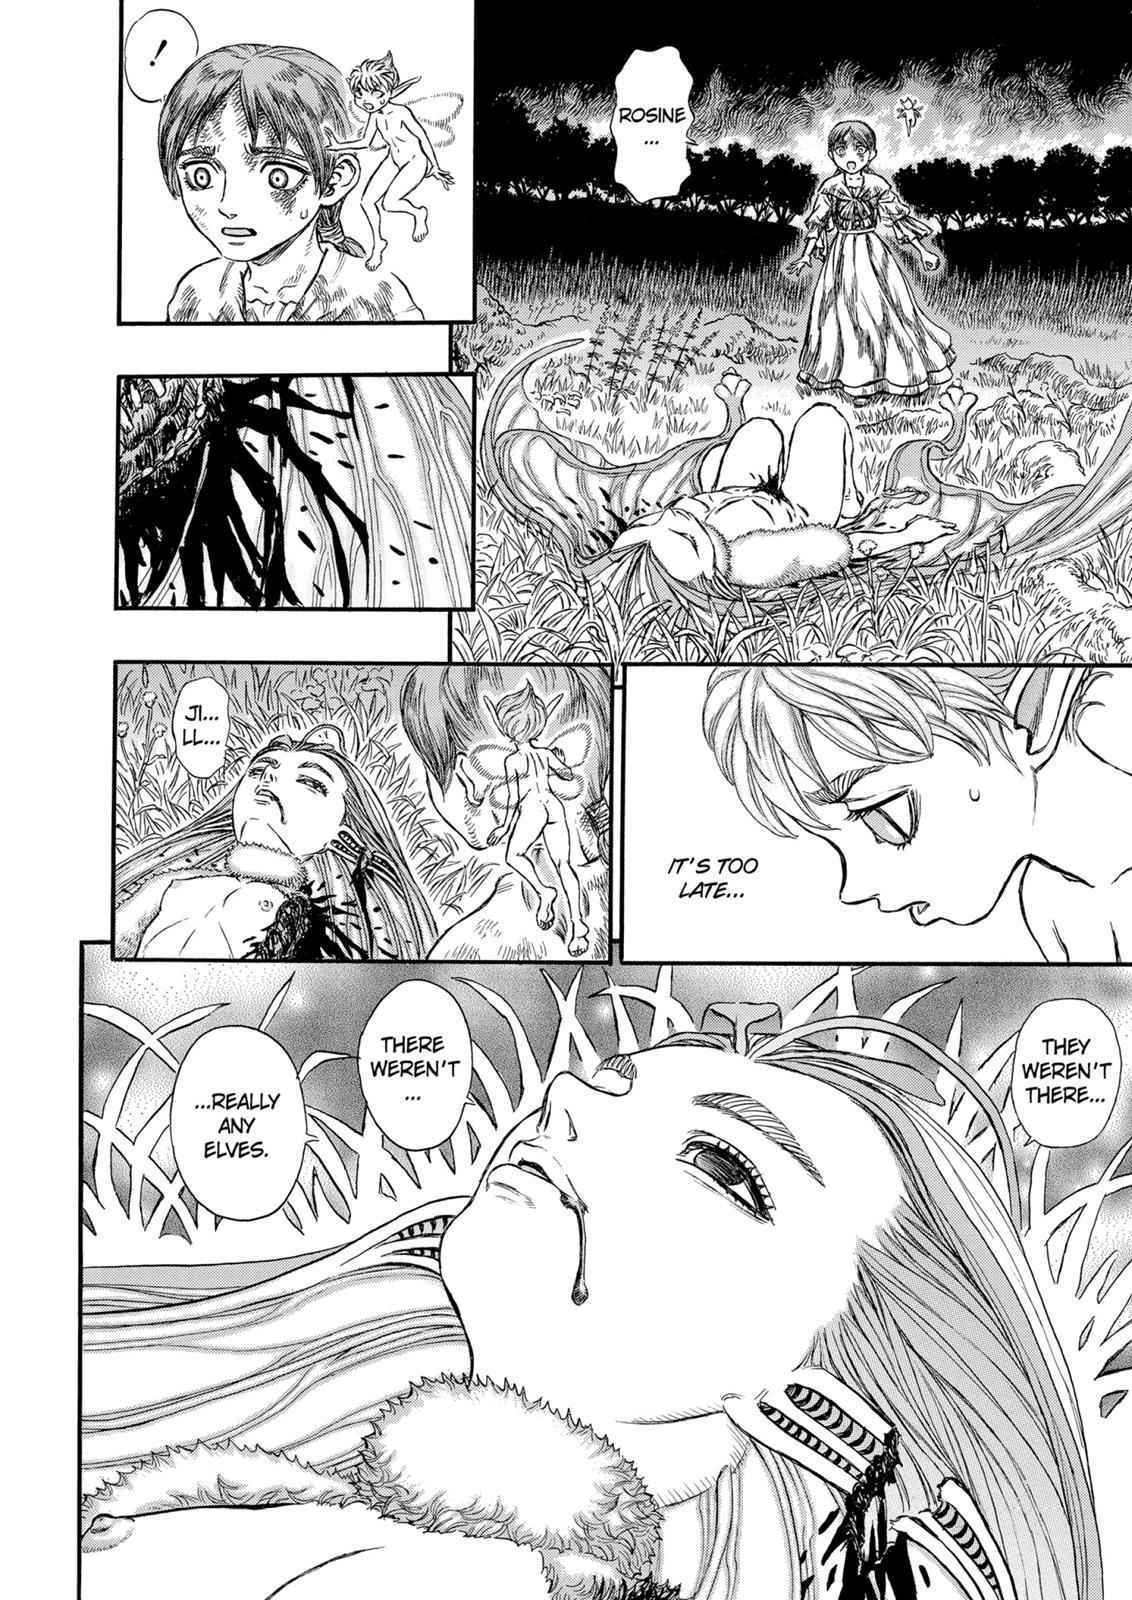 ROSINE
...
!
IT'S TOO
LATE...
JI...
LL...
THEY
WEREN'T
THERE...
THERE
WEREN'T
...
...REALLY
ANY
ELVES.